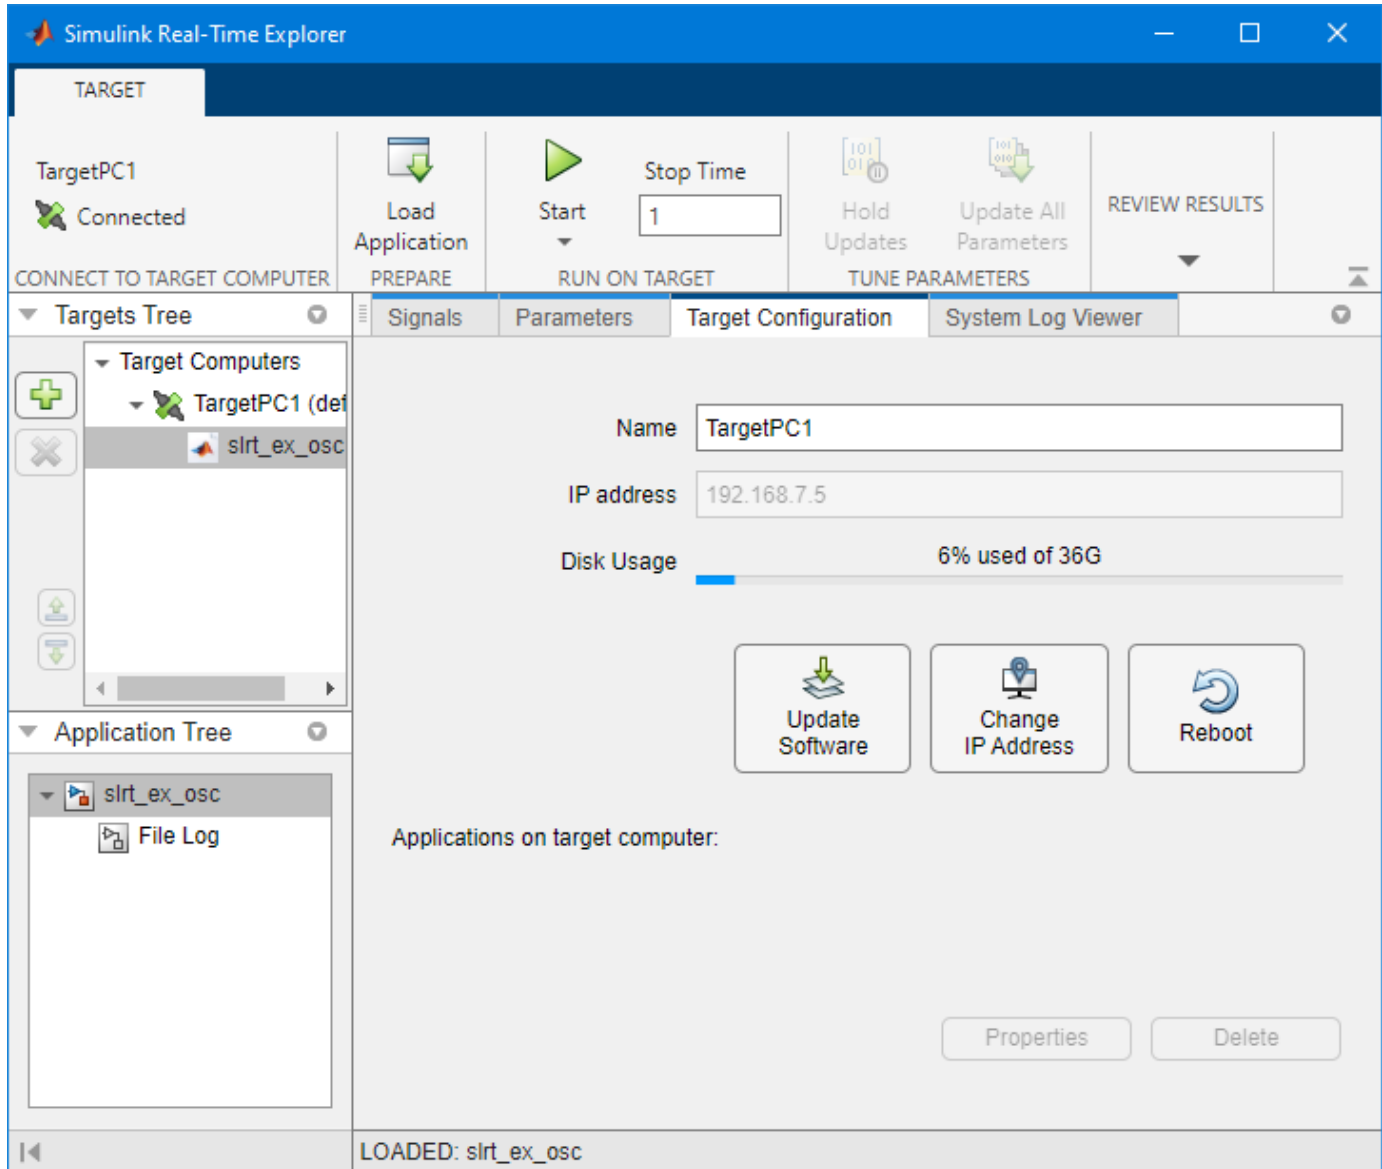 Simulink Real-Time Explorer
TARGET
TargetPC1
Connected
CONNECT TO TARGET COMPUTER
Load
Application
PREPARE
Start
Stop Time
1
RUN ON TARGET
Hold
Updates
Update All
Parameters
TUNE PARAMETERS
REVIEW RESULTS
Targets Tree
Target Computers
TargetPC1 (def
slrt_ex_osc
Application Tree
slrt_ex_osc
File Log
Signals
Parameters
Target Configuration
System Log Viewer
Name
TargetPC1
IP address
192.168.7.5
Disk Usage
6% used of 36G
Update
Software
Change
IP Address
Reboot
Applications on target computer:
Properties
Delete
LOADED: slrt_ex_osc